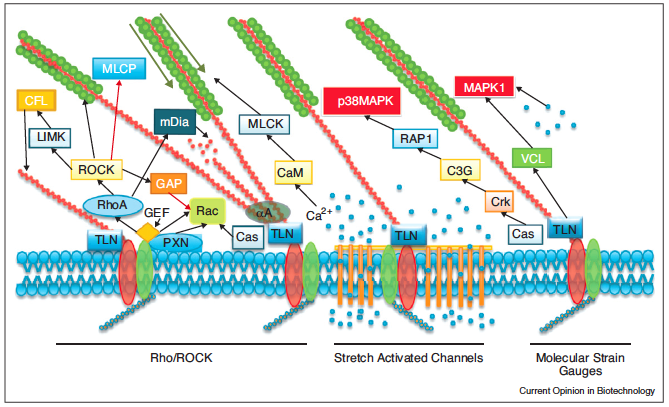 MLCP
CFL
mDia
LIMK
MLCK
p38MAPK
MAPK1
ROCK
RAP1
VCL
GAP
CaM
C3G
RhoA
GEF
Rac
αA
Ca2+
Crk
TLN
PXN
Cas
TLN
TLN
Cas
TLN
Rho/ROCK
Stretch Activated Channels
Molecular Strain
Gauges
Current Opinion in Biotechnology